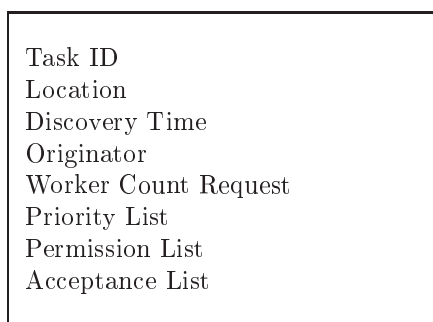 Task ID
Location
Discovery Time
Originator
Worker Count Request
Priority List
Permission List
Acceptance List